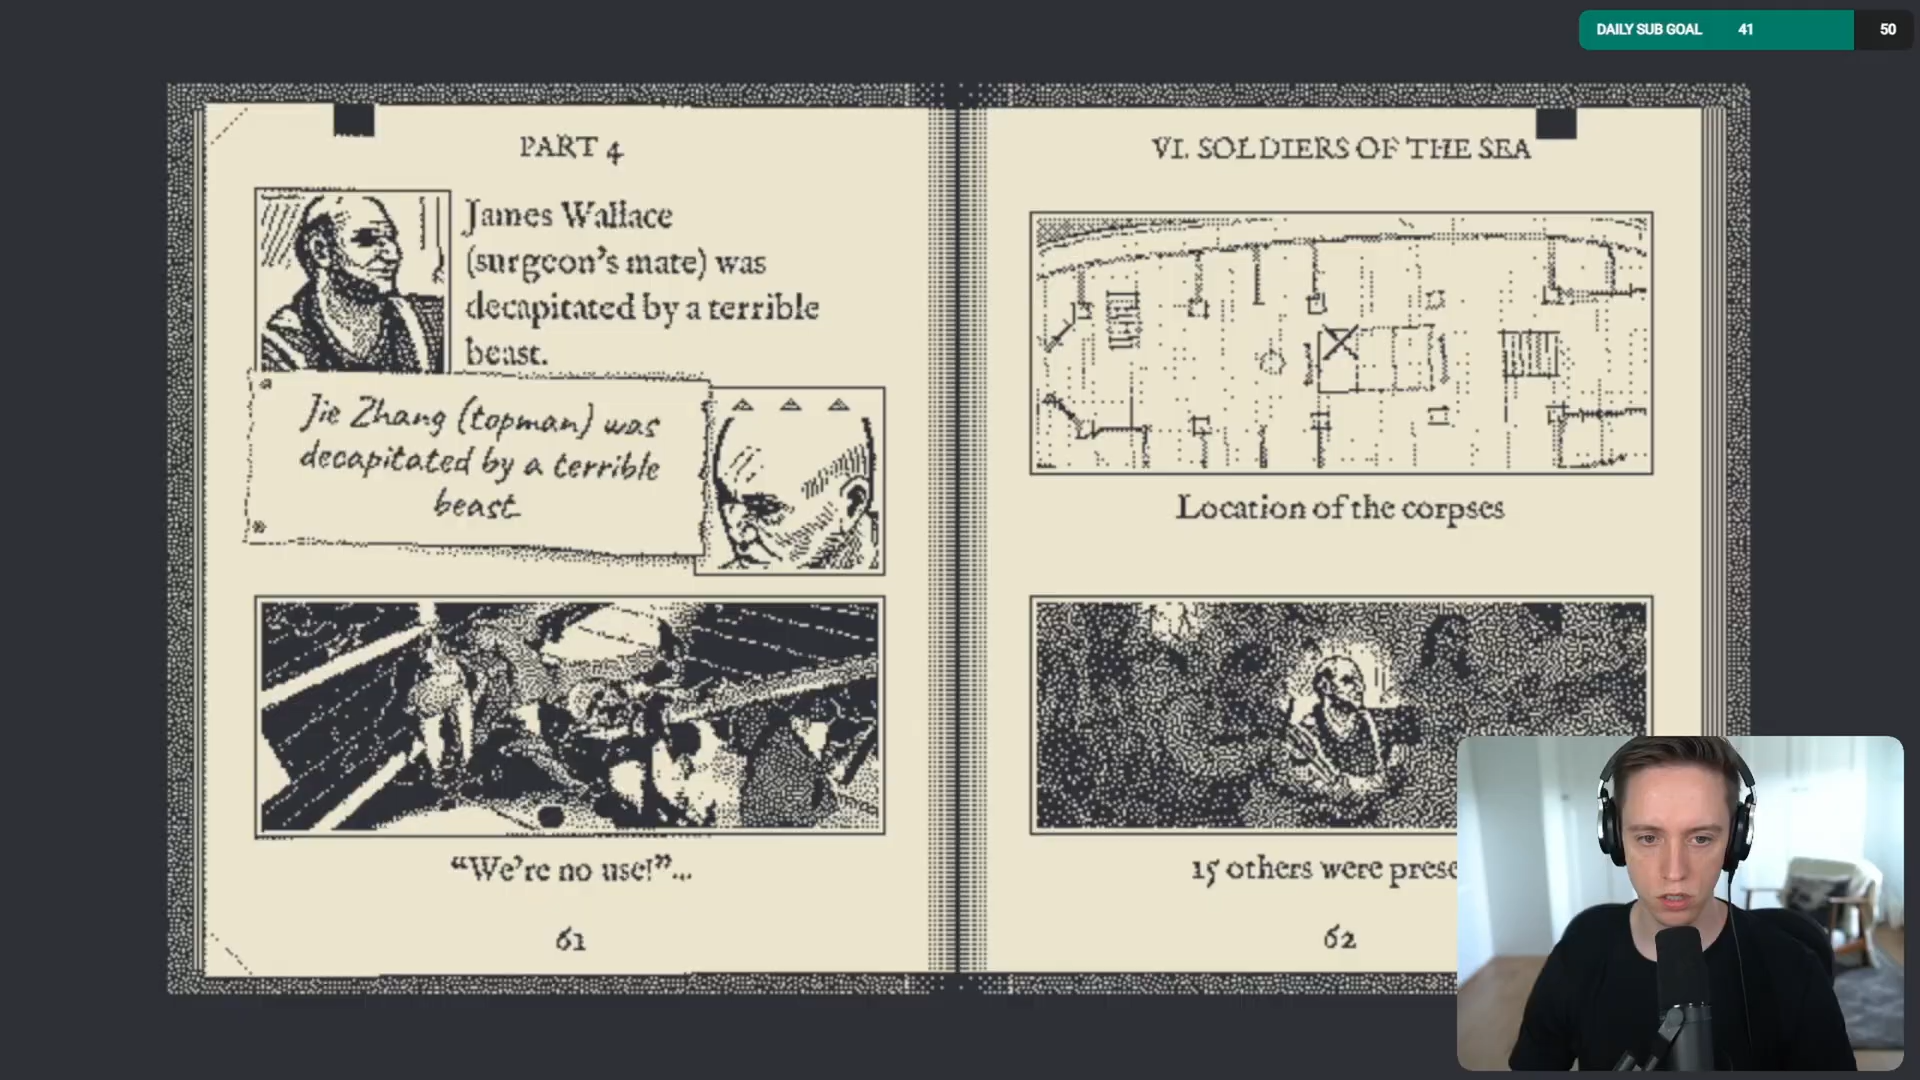 DAILY SUB GOAL 41 50
PART 4
James Wallace
(surgeon's mate) was
decapitated by a terrible
beast.
Jie Zhang (topman) was
decapitated by a terrible
beast.
"We're no use!"...
61
VI. SOLDIERS OF THE SEA
Location of the corpses
15 others were prese
62